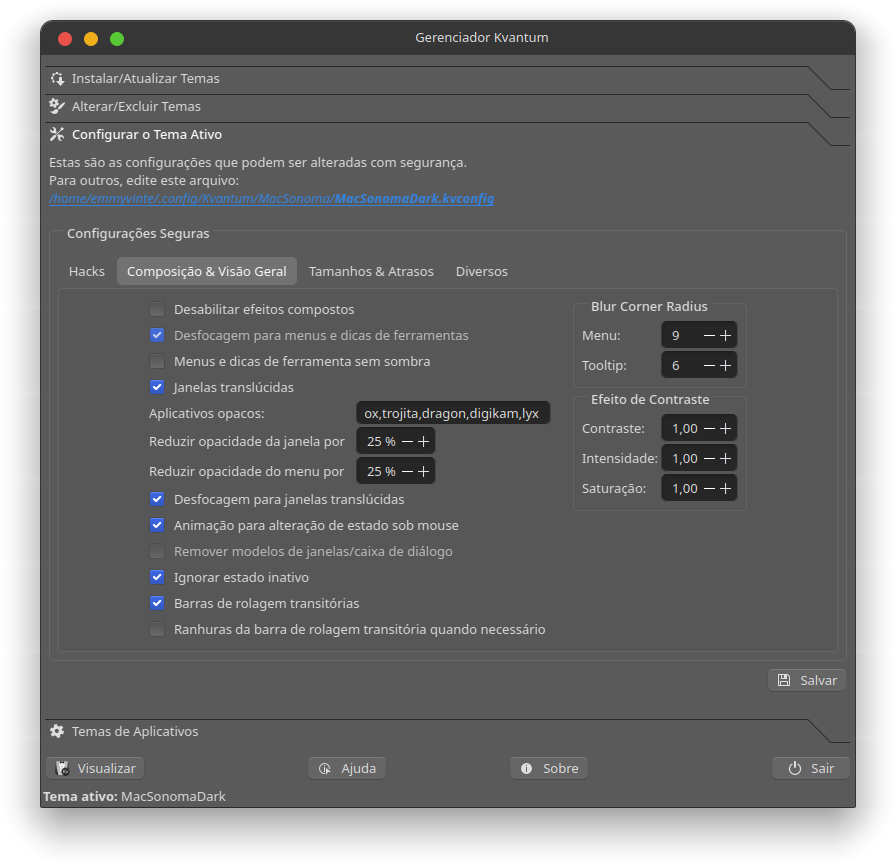 Gerenciador Kvantum
Instalar/Atualizar Temas
Alterar/Excluir Temas
Configurar o Tema Ativo
Estas são as configurações que podem ser alteradas com segurança.
Para outros, edite este arquivo:
/home/emmyvinte/.config/Kvantum/MacSonoma/MacSonomaDark.kvconfig
Configurações Seguras
Hacks Composição & Visão Geral Tamanhos & Atrasos Diversos
Desabilitar efeitos compostos
Desfocagem para menus e dicas de ferramentas
Menus e dicas de ferramenta sem sombra
Janelas translúcidas
Aplicativos opacos: ox,trojita,dragon,digikam,lyx
Reduzir opacidade da janela por 25 %
Reduzir opacidade do menu por 25 %
Desfocagem para janelas translúcidas
Animação para alteração de estado sob mouse
Remover modelos de janelas/caixa de diálogo
Ignorar estado inativo
Barras de rolagem transitórias
Ranhuras da barra de rolagem transitória quando necessário
Blur Corner Radius
Menu: 9
Tooltip: 6
Efeito de Contraste
Contraste: 1,00
Intensidade: 1,00
Saturação: 1,00
Salvar
Temas de Aplicativos
Visualizar Ajuda Sobre Sair
Tema ativo: MacSonomaDark